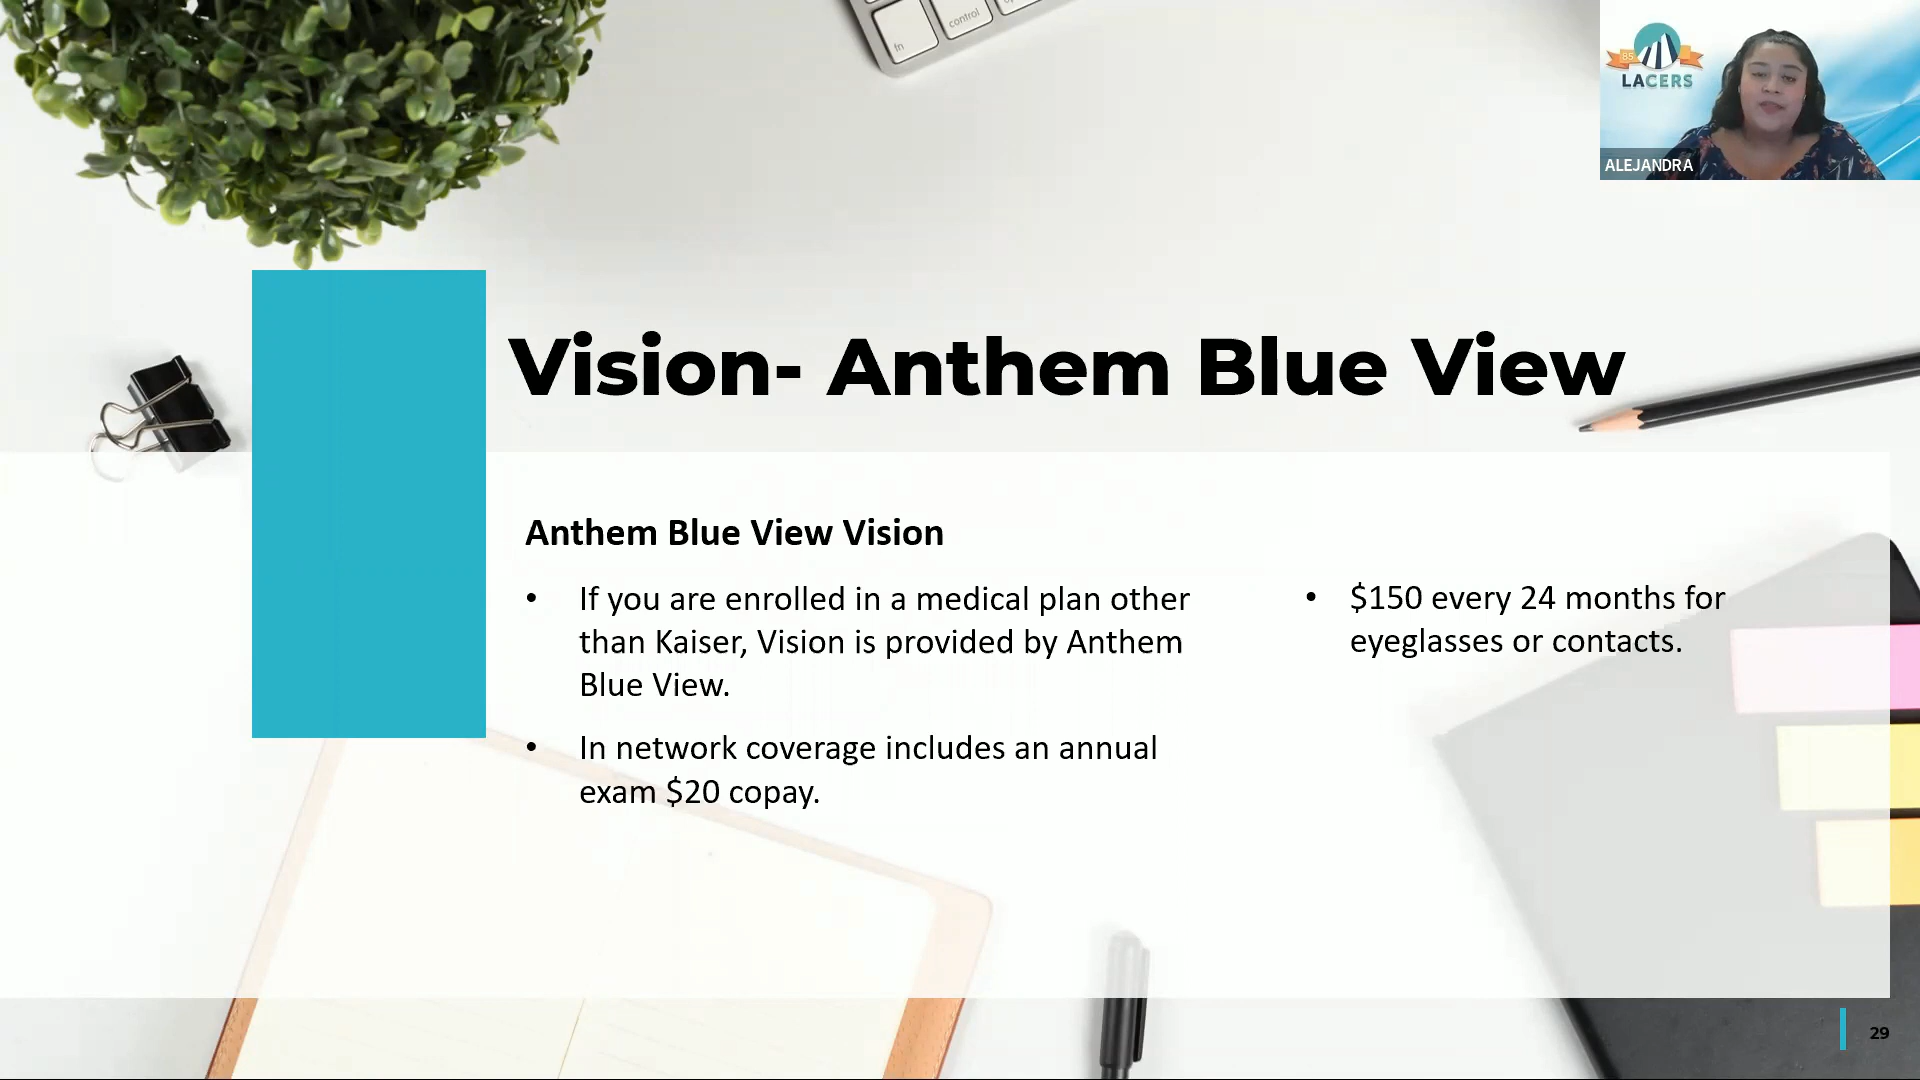 fn
control
85
LACERS
ALEJANDRA
Vision- Anthem Blue View
Anthem Blue View Vision
• If you are enrolled in a medical plan other
than Kaiser, Vision is provided by Anthem
Blue View.
• In network coverage includes an annual
exam $20 copay.
• $150 every 24 months for
eyeglasses or contacts.
29